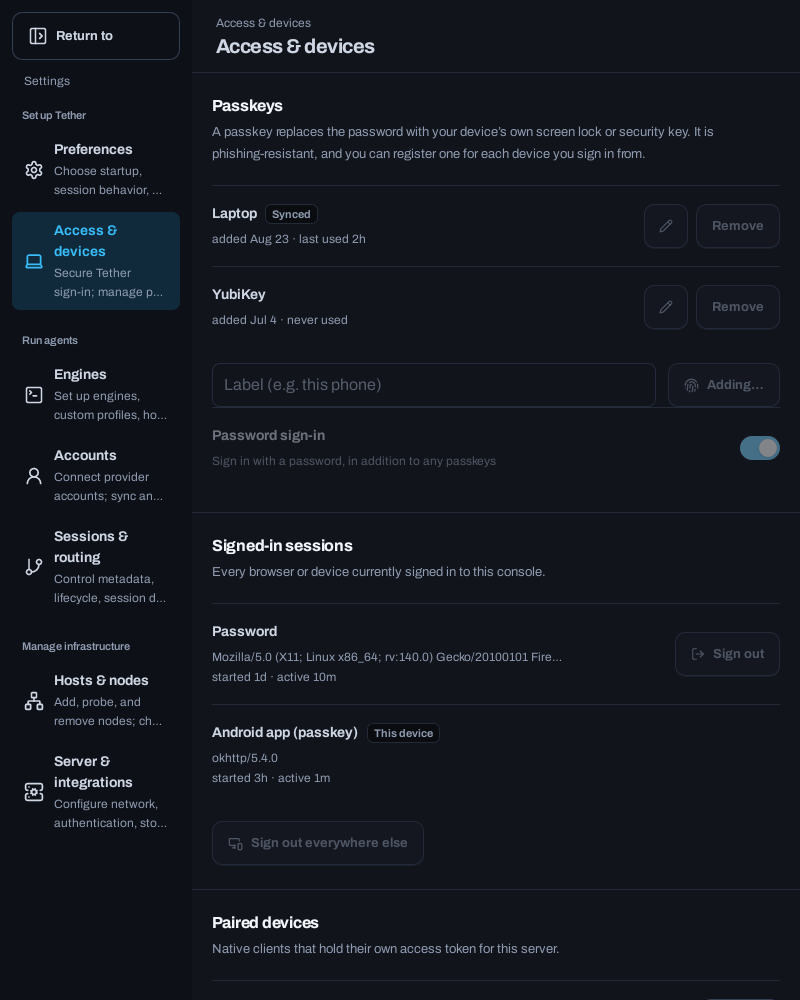 Return to
Settings
Set up Tether
Preferences
Choose startup,
session behavior, ...
Access &
devices
Secure Tether
sign-in; manage p...
Run agents
Engines
Set up engines,
custom profiles, ho...
Accounts
Connect provider
accounts; sync an...
Sessions &
routing
Control metadata,
lifecycle, session d...
Manage infrastructure
Hosts & nodes
Add, probe, and
remove nodes; ch...
Server &
integrations
Configure network,
authentication, sto...
Access & devices
Access & devices
Passkeys
A passkey replaces the password with your device's own screen lock or security key. It is
phishing-resistant, and you can register one for each device you sign in from.
Laptop Synced
added Aug 23 · last used 2h
Remove
YubiKey
added Jul 4 · never used
Remove
Label (e.g. this phone)
Adding...
Password sign-in
Sign in with a password, in addition to any passkeys
Signed-in sessions
Every browser or device currently signed in to this console.
Password
Mozilla/5.0 (X11; Linux x86_64; rv:140.0) Gecko/20100101 Fire...
started 1d · active 10m
Sign out
Android app (passkey) This device
okhttp/5.4.0
started 3h · active 1m
Sign out everywhere else
Paired devices
Native clients that hold their own access token for this server.